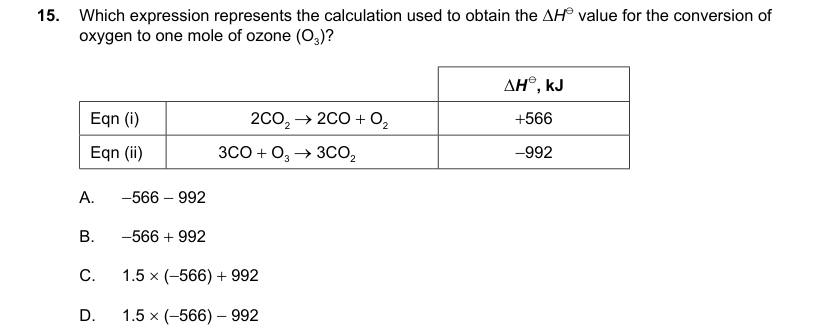 15. Which expression represents the calculation used to obtain the ΔH⊖ value for the conversion of
oxygen to one mole of ozone (O₃)?
ΔH⊖, kJ
Eqn (i) 2CO₂ → 2CO + O₂ +566
Eqn (ii) 3CO + O₃ → 3CO₂ −992
A. −566 − 992
B. −566 + 992
C. 1.5 × (−566) + 992
D. 1.5 × (−566) − 992